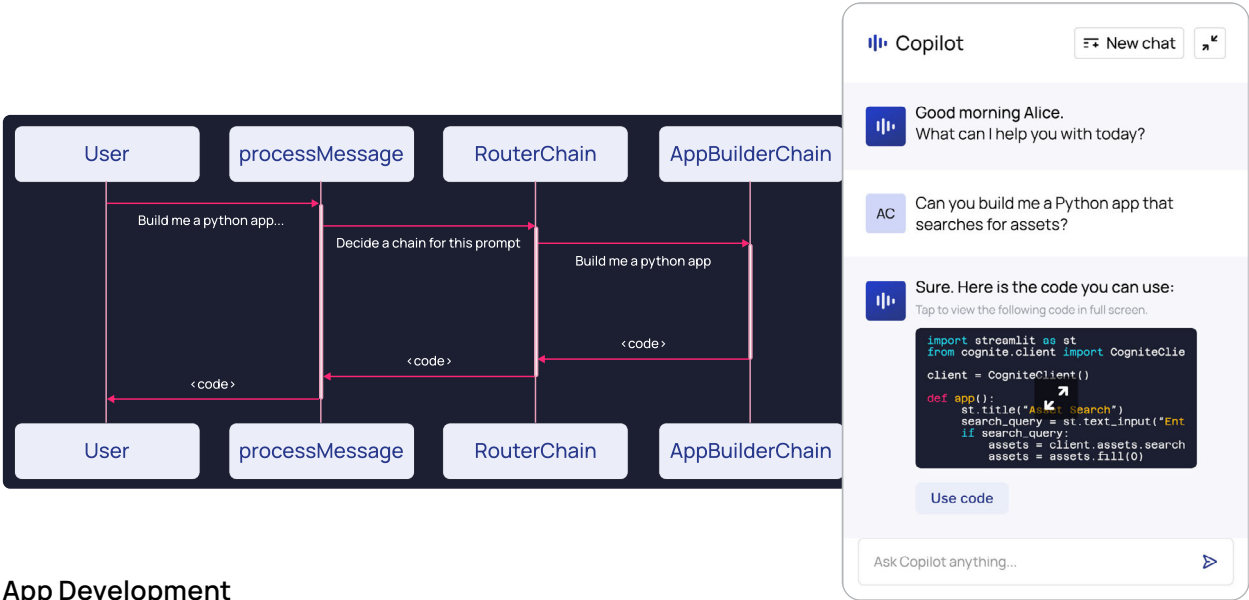 User
processMessage
RouterChain
AppBuilderChain
Build me a python app...
Decide a chain for this prompt
Build me a python app
<code>
<code>
<code>
User
processMessage
RouterChain
AppBuilderChain
App Development
Copilot
New chat
Good morning Alice.
What can I help you with today?
AC
Can you build me a Python app that
searches for assets?
Sure. Here is the code you can use:
Tap to view the following code in full screen.
import streamlit as st
from cognite.client import CogniteClie
client = CogniteClient()
def app():
st.title("Asset Search")
search_query = st.text_input("Ent
if search_query:
assets = client.assets.search
assets = assets.fill(0)
Use code
Ask Copilot anything...